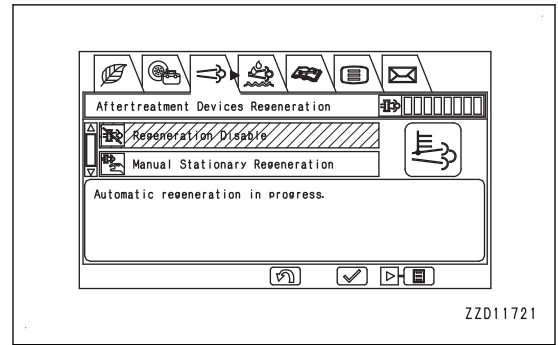 Aftertreatment Devices Regeneration
Regeneration Disable
Manual Stationary Regeneration
Automatic regeneration in progress.
ZZD11721